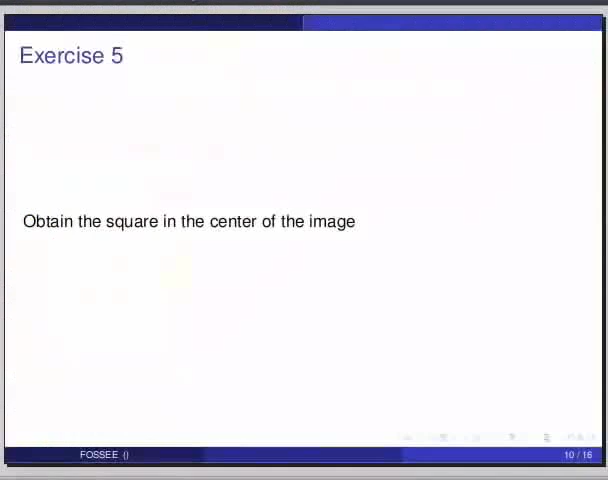 Exercise 5
Obtain the square in the center of the image
FOSSEE ()
10 / 16